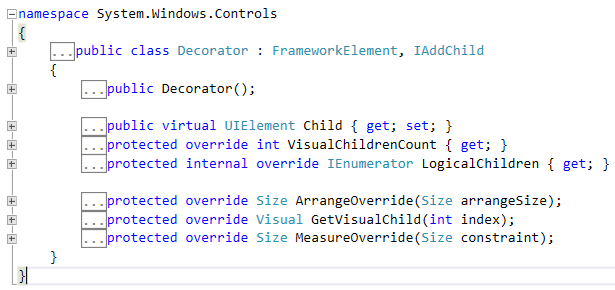 namespace System.Windows.Controls
{
...public class Decorator : FrameworkElement, IAddChild
{
...public Decorator();
...public virtual UIElement Child { get; set; }
...protected override int VisualChildrenCount { get; }
...protected internal override IEnumerator LogicalChildren { get; }
...protected override Size ArrangeOverride(Size arrangeSize);
...protected override Visual GetVisualChild(int index);
...protected override Size MeasureOverride(Size constraint);
}
}